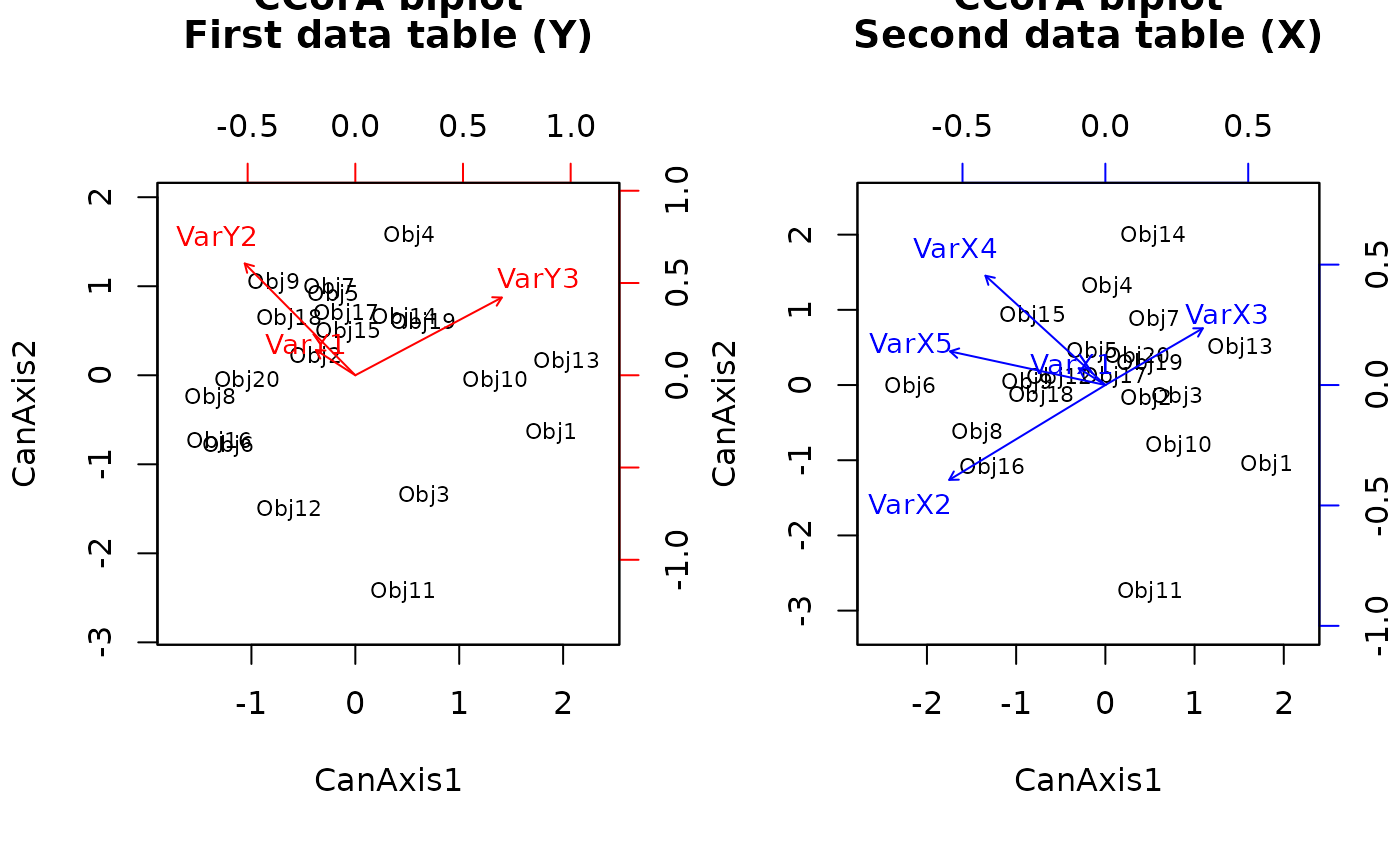 CCorA biplot
First data table (Y)
-0.5 0.0 0.5 1.0
2
1
0
-1
-2
-3
CanAxis2
VarY2
Obj4
VarY3
Obj9
Obj7
Obj5
Obj17
Obj14
Obj19
Obj18
Obj15
VarY1
Obj2
Obj13
Obj20
Obj10
Obj8
Obj16
Obj6
Obj1
Obj12
Obj3
Obj11
1.0
0.5
0.0
-1.0
-1 0 1 2
CanAxis1
CCorA biplot
Second data table (X)
-0.5 0.0 0.5
2
1
0
-1
-2
-3
CanAxis2
VarX4
Obj14
Obj4
Obj15
Obj7
VarX3
VarX5
Obj13
Obj5
Obj20
Obj19
VarX1
Obj12
Obj17
Obj9
Obj6
Obj18
Obj2
Obj3
Obj8
Obj10
Obj16
Obj1
VarX2
Obj11
0.5
0.0
-0.5
-1.0
-2 -1 0 1 2
CanAxis1